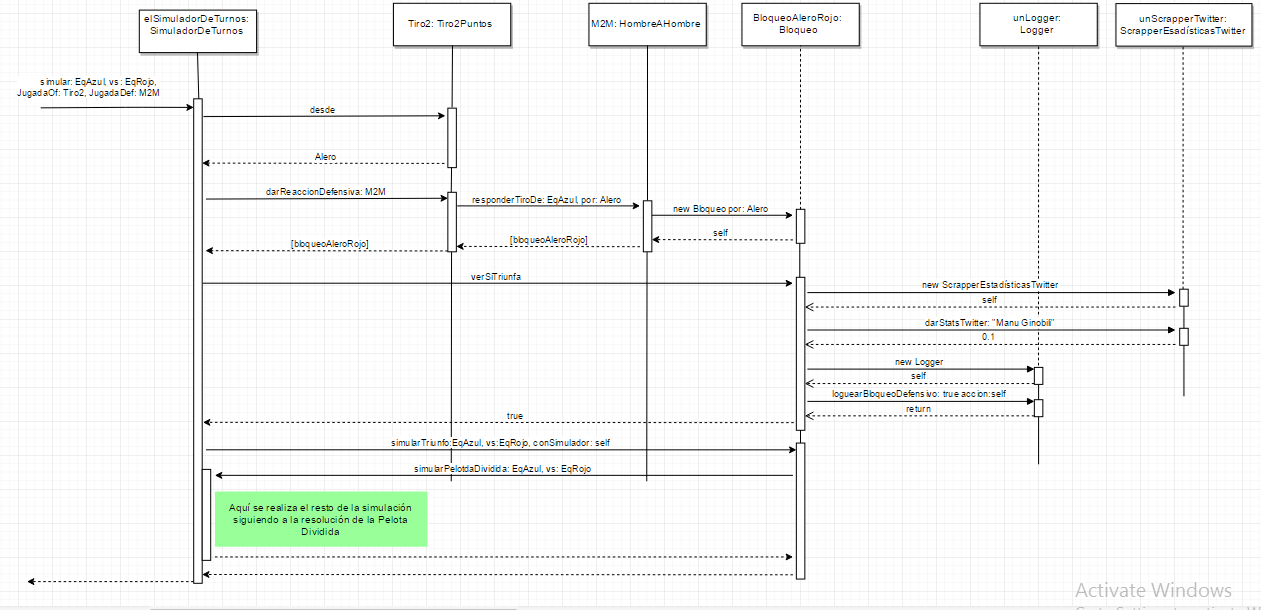 elSimuladorDeTurnos:
SimuladorDeTurnos
Tiro2: Tiro2Puntos
M2M: HombreAHombre
BloqueoAleroRojo:
Bloqueo
unLogger:
Logger
unScrapperTwitter:
ScrapperEsadísticasTwitter
simular: EqAzul, vs: EqRojo,
JugadaOf: Tiro2, JugadaDef: M2M
desde
Alero
darReaccionDefensiva: M2M
responderTiroDe: EqAzul, por: Alero
new Bloqueo por: Alero
self
[bloqueoAleroRojo]
[bloqueoAleroRojo]
verSiTriunfa
new ScrapperEstadísticasTwitter
self
darStatsTwitter: "Manu Ginobili"
0.1
new Logger
self
loguearBloqueoDefensivo: true accion:self
return
true
simularTriunfo:EqAzul, vs:EqRojo, conSimulador: self
simularPelotdaDividida: EqAzul, vs: EqRojo
Aquí se realiza el resto de la simulación
siguiendo a la resolución de la Pelota
Dividida
Activate Windows